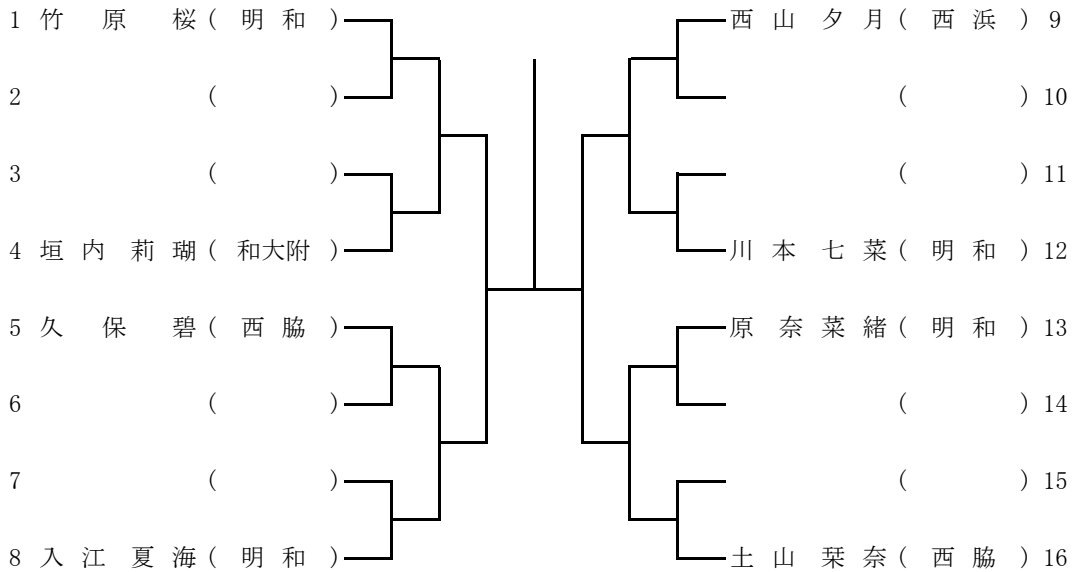 1 竹原 桜 ( 明和 )
2 ( )
3 ( )
4 垣内 莉瑚 ( 和大附 )
5 久保 碧 ( 西脇 )
6 ( )
7 ( )
8 入江 夏海 ( 明和 )
西山夕月 ( 西浜 ) 9
( ) 10
( ) 11
川本七菜 ( 明和 ) 12
原奈菜緒 ( 明和 ) 13
( ) 14
( ) 15
土山栞奈 ( 西脇 ) 16